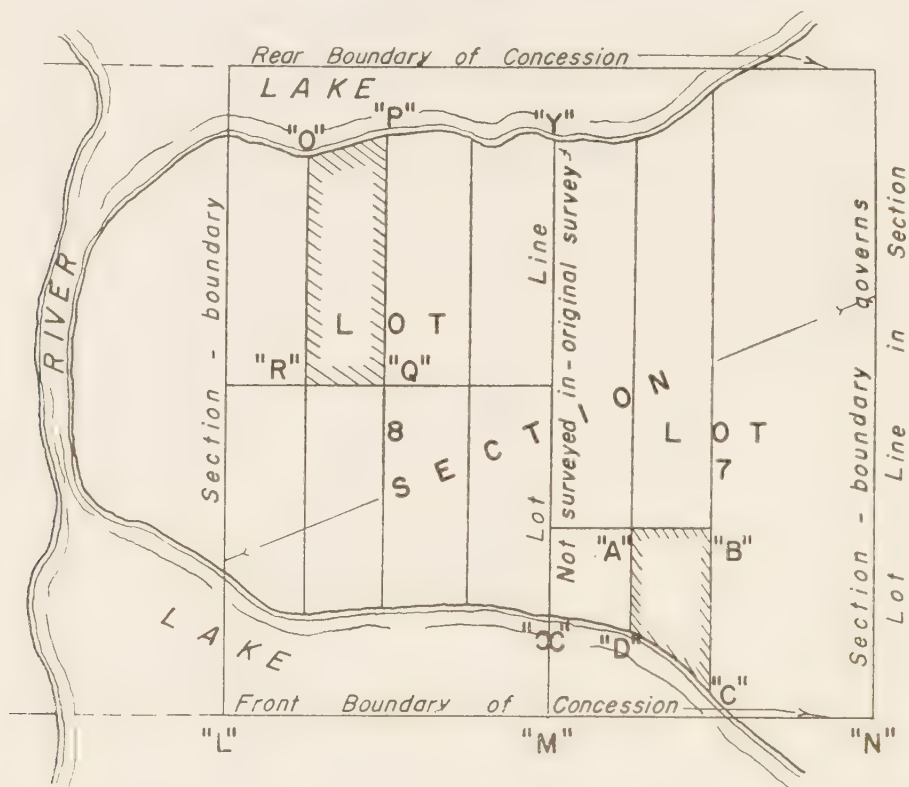 Rear Boundary of Concession
LAKE
"P"
"O"
"Y"
RIVER
Section - boundary
Lot Line
Not surveyed in original survey
Section - boundary governs
Lot Line in Section
LOT
"R"
"Q"
8
SECTION
LOT
7
"A"
"B"
LAKE
"X"
"D"
"C"
Front Boundary of Concession
"L"
"M"
"N"